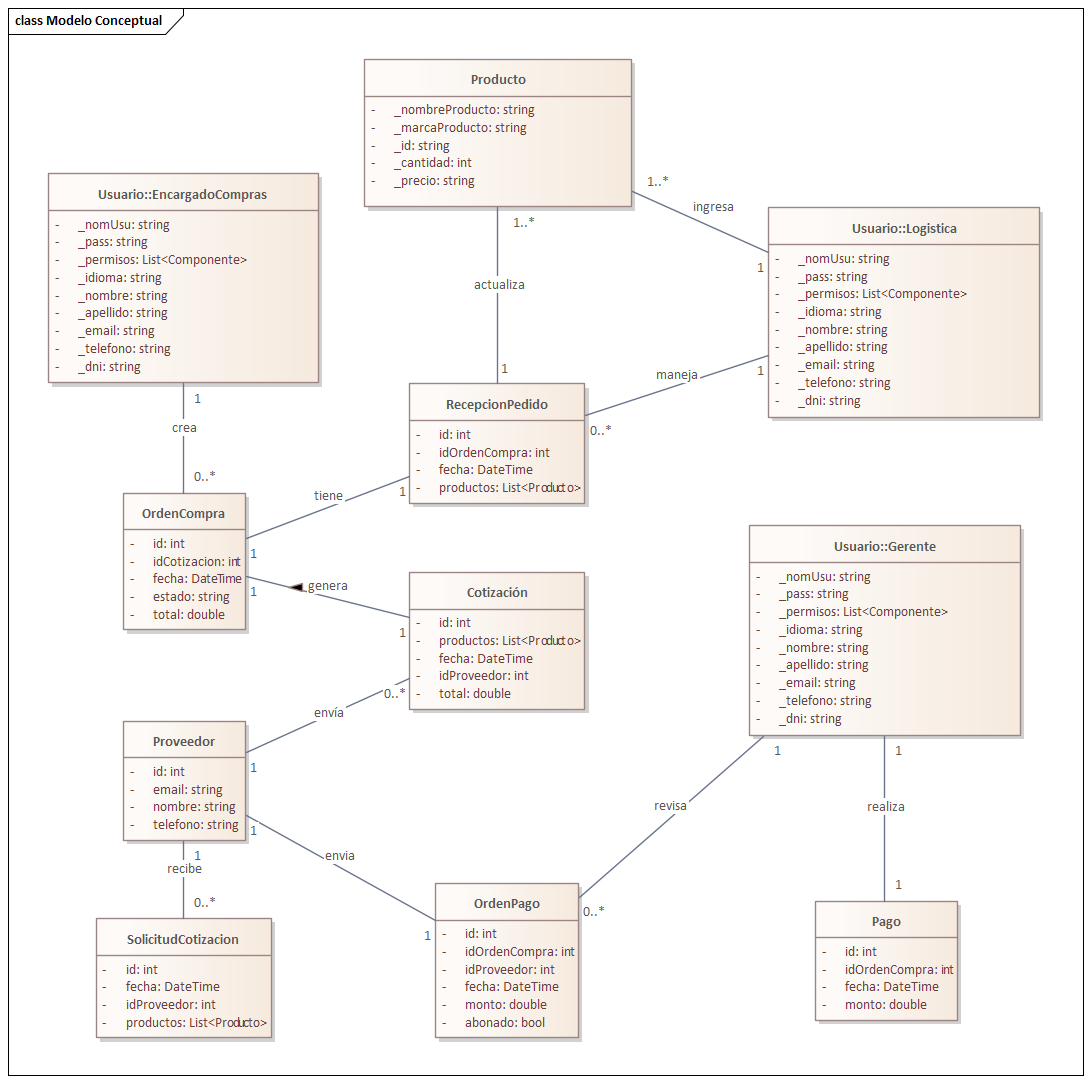 class Modelo Conceptual
Producto
- _nombreProducto: string
- _marcaProducto: string
- _id: string
- _cantidad: int
- _precio: string
1..*
ingresa
1
1..*
actualiza
1
Usuario::EncargadoCompras
- _nomUsu: string
- _pass: string
- _permisos: List<Componente>
- _idioma: string
- _nombre: string
- _apellido: string
- _email: string
- _telefono: string
- _dni: string
1
crea
0..*
Usuario::Logistica
- _nomUsu: string
- _pass: string
- _permisos: List<Componente>
- _idioma: string
- _nombre: string
- _apellido: string
- _email: string
- _telefono: string
- _dni: string
1
maneja
0..*
RecepcionPedido
- id: int
- idOrdenCompra: int
- fecha: DateTime
- productos: List<Producto>
1
tiene
1
OrdenCompra
- id: int
- idCotizacion: int
- fecha: DateTime
- estado: string
- total: double
1
genera
1
Cotización
- id: int
- productos: List<Producto>
- fecha: DateTime
- idProveedor: int
- total: double
0..*
envía
1
Usuario::Gerente
- _nomUsu: string
- _pass: string
- _permisos: List<Componente>
- _idioma: string
- _nombre: string
- _apellido: string
- _email: string
- _telefono: string
- _dni: string
1
revisa
0..*
1
realiza
1
Proveedor
- id: int
- email: string
- nombre: string
- telefono: string
1
envia
1
1
recibe
0..*
SolicitudCotizacion
- id: int
- fecha: DateTime
- idProveedor: int
- productos: List<Producto>
OrdenPago
- id: int
- idOrdenCompra: int
- idProveedor: int
- fecha: DateTime
- monto: double
- abonado: bool
Pago
- id: int
- idOrdenCompra: int
- fecha: DateTime
- monto: double